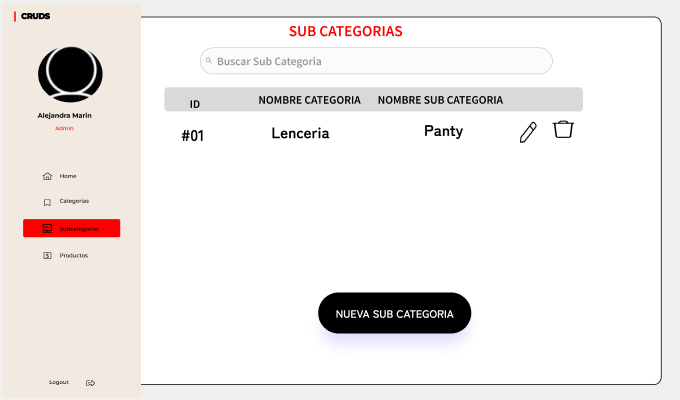 CRUDS
Alejandra Marin
Admin
Home
Categorias
Subcategorias
Productos
Logout
SUB CATEGORIAS
Buscar Sub Categoria
ID NOMBRE CATEGORIA NOMBRE SUB CATEGORIA
#01 Lenceria Panty
NUEVA SUB CATEGORIA